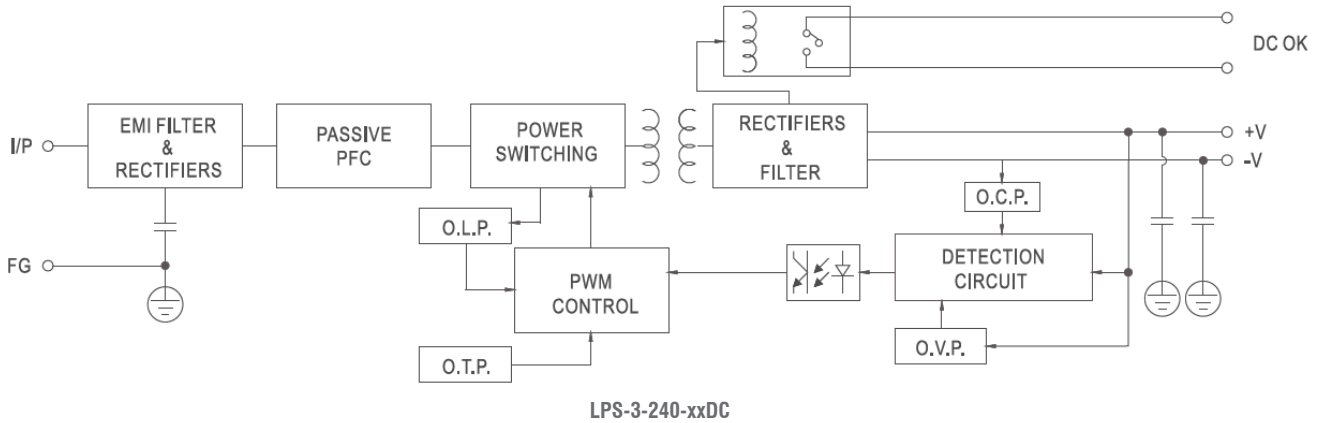 DC OK
I/P
EMI FILTER
&
RECTIFIERS
PASSIVE
PFC
POWER
SWITCHING
RECTIFIERS
&
FILTER
+V
-V
O.L.P.
O.C.P.
FG
PWM
CONTROL
DETECTION
CIRCUIT
O.T.P.
O.V.P.
LPS-3-240-xxDC